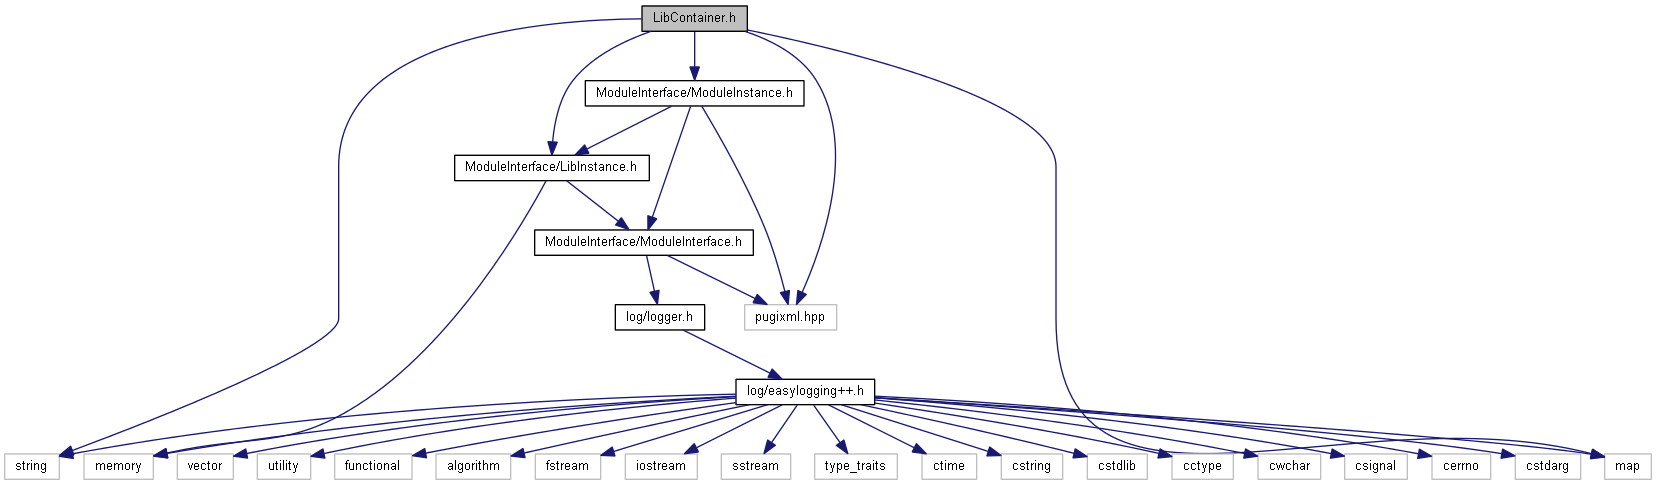 LibContainer.h
ModuleInterface/ModuleInstance.h
ModuleInterface/LibInstance.h
ModuleInterface/ModuleInterface.h
log/logger.h
pugixml.hpp
log/easylogging++.h
string
memory
vector
utility
functional
algorithm
fstream
iostream
sstream
type_traits
ctime
cstring
cstdlib
cctype
cwchar
csignal
cerrno
cstdarg
map